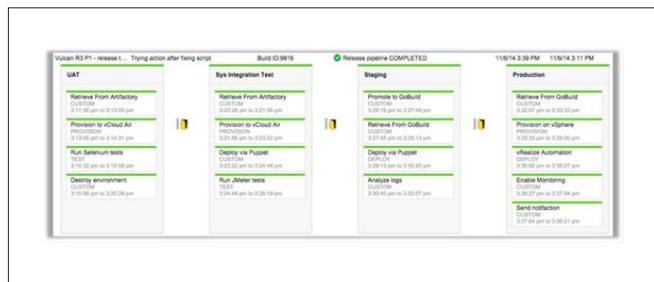 Vulcan R3 P1 - release t... Trying action after fixing script Build ID:9816 Release pipeline COMPLETED 11/6/14 3:39 PM 11/6/14 3:11 PM
UAT
Retrieve From Artifactory
CUSTOM
3:11:35 pm to 3:13:05 pm
Provision to vCloud Air
PROVISION
3:13:05 pm to 3:14:31 pm
Run Selenium tests
TEST
3:14:32 pm to 3:15:58 pm
Destroy environment
CUSTOM
3:15:58 pm to 3:20:28 pm
Sys Integration Test
Retrieve From Artifactory
CUSTOM
3:20:28 pm to 3:21:56 pm
Provision to vCloud Air
PROVISION
3:21:56 pm to 3:23:22 pm
Deploy via Puppet
CUSTOM
3:23:22 pm to 3:24:48 pm
Run JMeter tests
TEST
3:24:48 pm to 3:26:19 pm
Staging
Promote to GoBuild
CUSTOM
3:26:19 pm to 3:27:48 pm
Retrieve From GoBuild
CUSTOM
3:27:48 pm to 3:29:13 pm
Deploy via Puppet
DEPLOY
3:29:13 pm to 3:30:40 pm
Analyze logs
CUSTOM
3:30:40 pm to 3:32:07 pm
Production
Retrieve From GoBuild
CUSTOM
3:32:07 pm to 3:33:33 pm
Provision on vSphere
PROVISION
3:33:33 pm to 3:35:00 pm
vRealize Automation
DEPLOY
3:35:00 pm to 3:36:27 pm
Enable Monitoring
CUSTOM
3:36:27 pm to 3:37:54 pm
Send notifaction
CUSTOM
3:37:54 pm to 3:39:21 pm